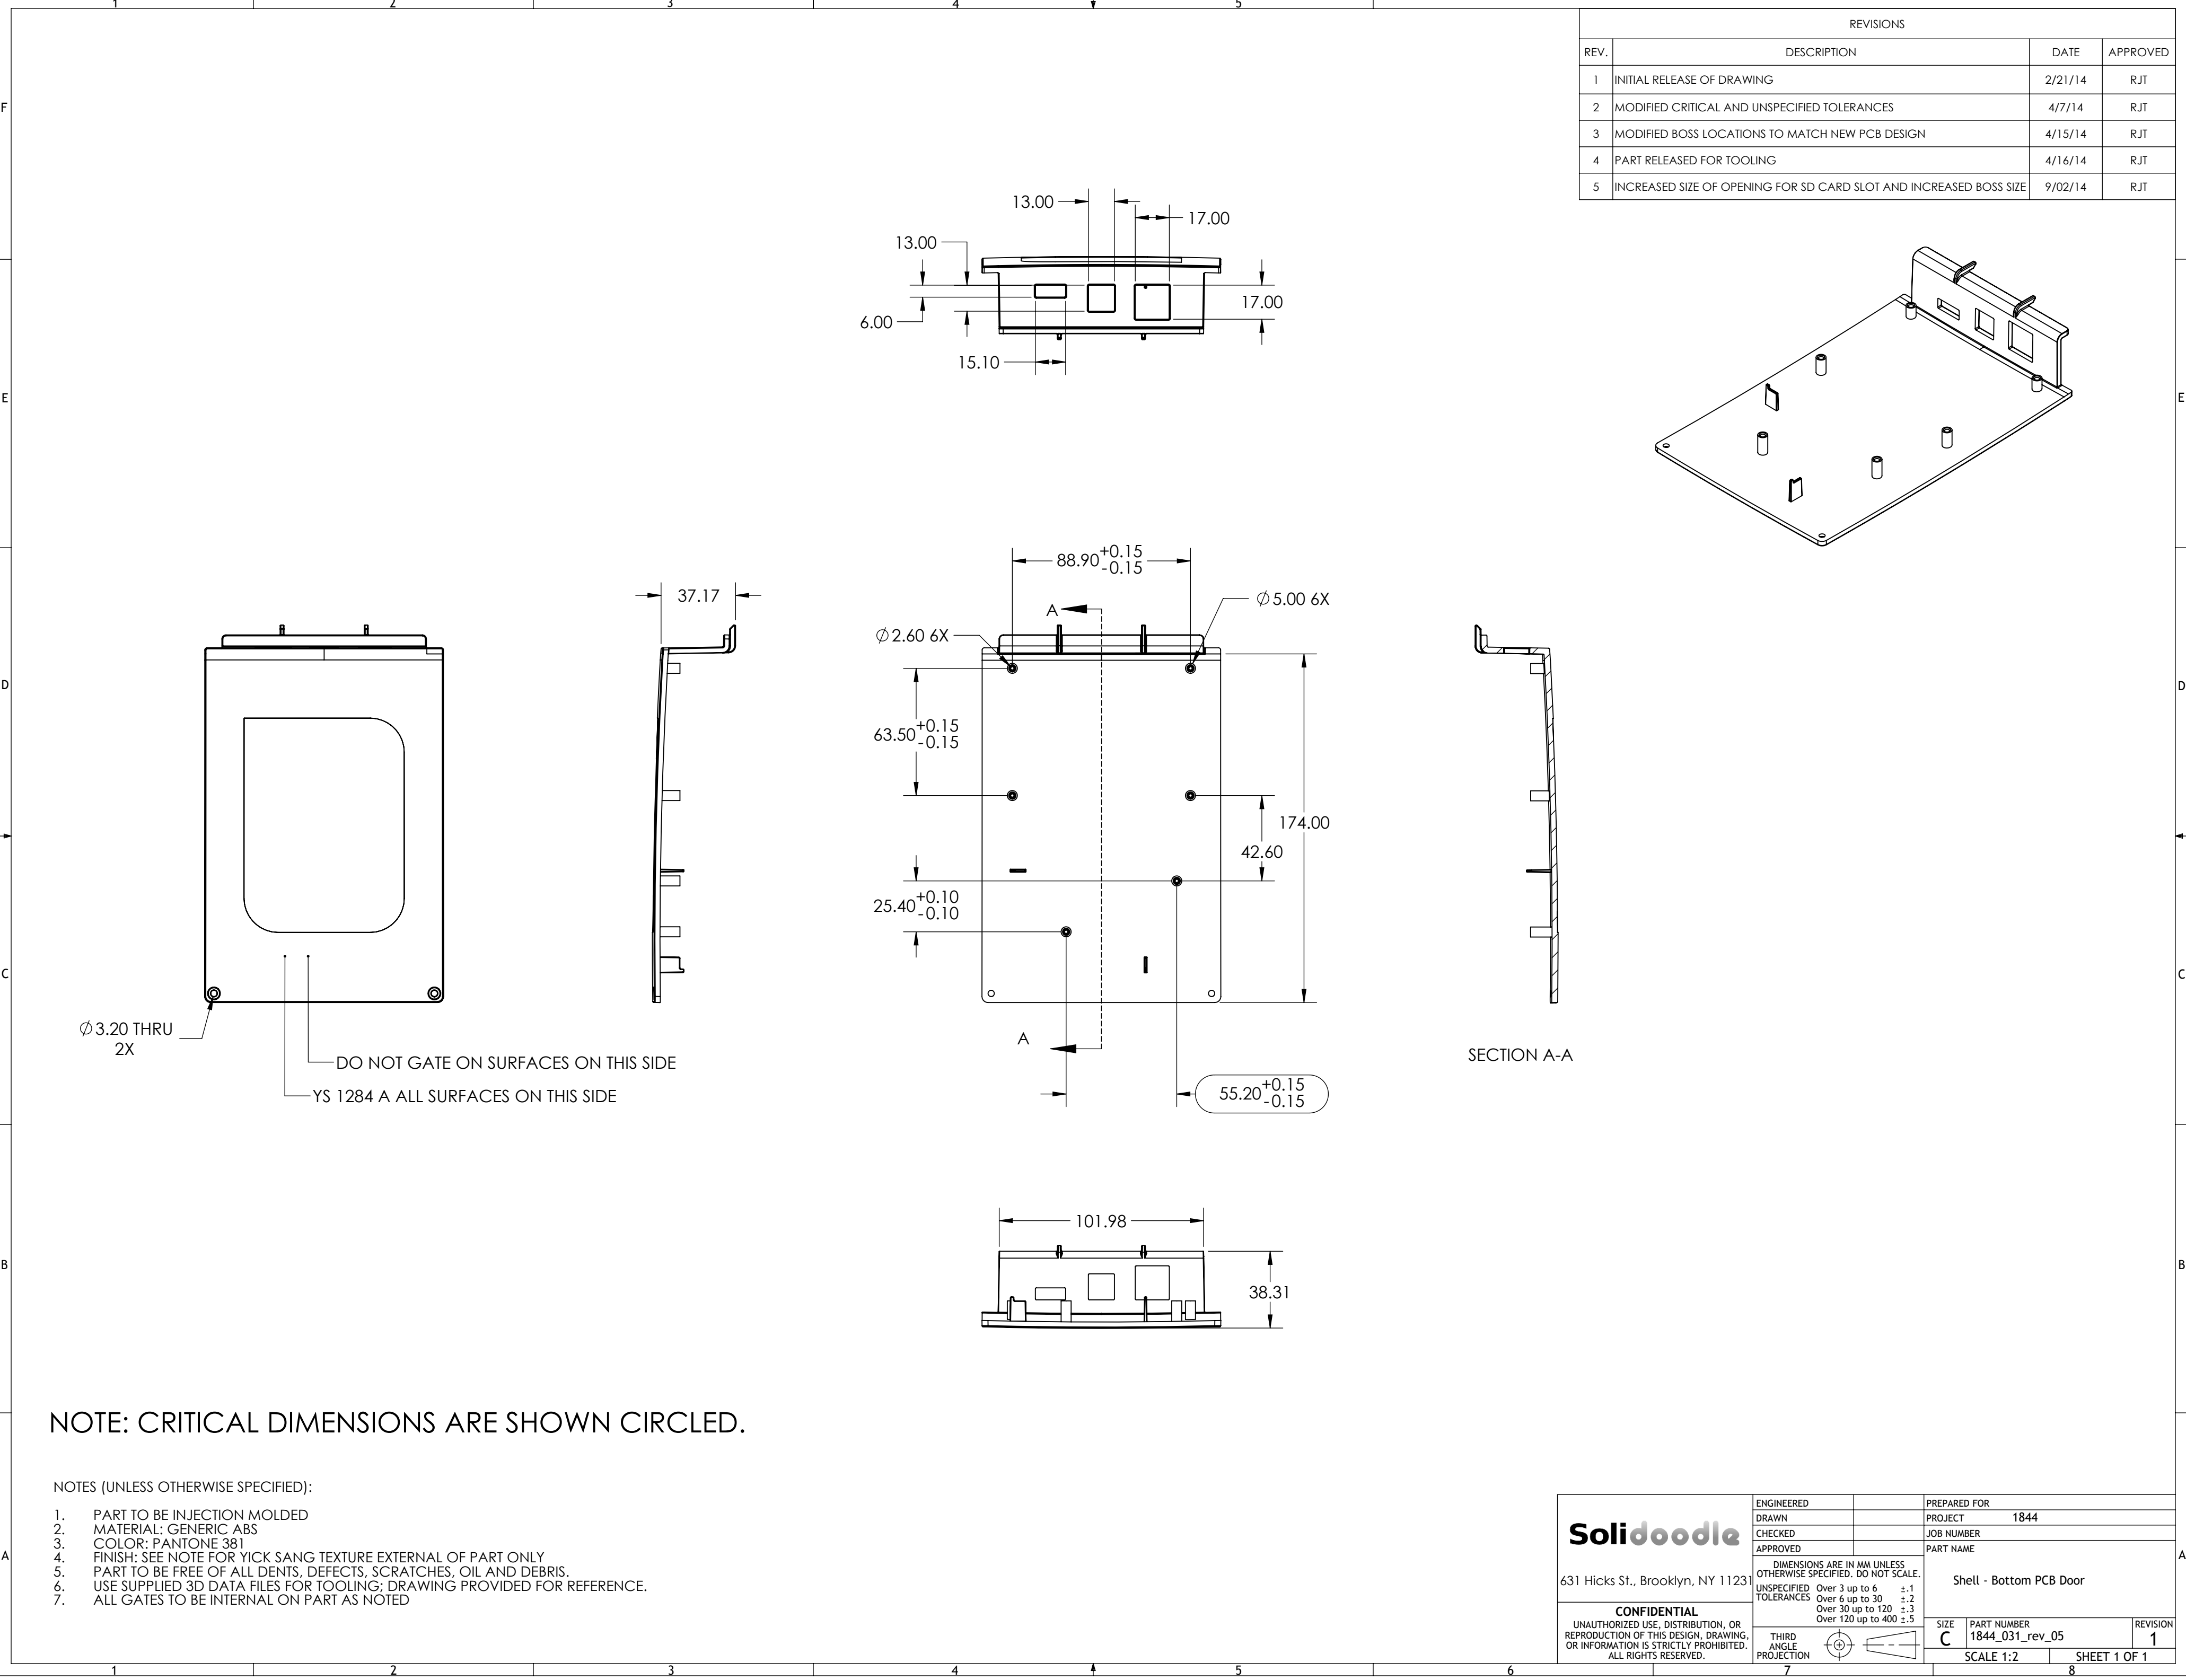 1 2 3 4 5
REVISIONS
REV. DESCRIPTION DATE APPROVED
1 INITIAL RELEASE OF DRAWING 2/21/14 RJT
2 MODIFIED CRITICAL AND UNSPECIFIED TOLERANCES 4/7/14 RJT
3 MODIFIED BOSS LOCATIONS TO MATCH NEW PCB DESIGN 4/15/14 RJT
4 PART RELEASED FOR TOOLING 4/16/14 RJT
5 INCREASED SIZE OF OPENING FOR SD CARD SLOT AND INCREASED BOSS SIZE 9/02/14 RJT
F
13.00
17.00
13.00
17.00
6.00
15.10
E E
88.90 +0.15
-0.15
37.17
A
Ø5.00 6X
Ø2.60 6X
D D
63.50 +0.15
-0.15
174.00
42.60
25.40 +0.10
-0.10
C C
Ø3.20 THRU
2X
A
SECTION A-A
DO NOT GATE ON SURFACES ON THIS SIDE
YS 1284 A ALL SURFACES ON THIS SIDE
55.20 +0.15
-0.15
101.98
B B
38.31
NOTE: CRITICAL DIMENSIONS ARE SHOWN CIRCLED.
NOTES (UNLESS OTHERWISE SPECIFIED):
1. PART TO BE INJECTION MOLDED
2. MATERIAL: GENERIC ABS
3. COLOR: PANTONE 381
4. FINISH: SEE NOTE FOR YICK SANG TEXTURE EXTERNAL OF PART ONLY
5. PART TO BE FREE OF ALL DENTS, DEFECTS, SCRATCHES, OIL AND DEBRIS.
6. USE SUPPLIED 3D DATA FILES FOR TOOLING; DRAWING PROVIDED FOR REFERENCE.
7. ALL GATES TO BE INTERNAL ON PART AS NOTED
A A
Solidoodle
631 Hicks St., Brooklyn, NY 11231
CONFIDENTIAL
UNAUTHORIZED USE, DISTRIBUTION, OR
REPRODUCTION OF THIS DESIGN, DRAWING,
OR INFORMATION IS STRICTLY PROHIBITED.
ALL RIGHTS RESERVED.
ENGINEERED
DRAWN
CHECKED
APPROVED
DIMENSIONS ARE IN MM UNLESS
OTHERWISE SPECIFIED. DO NOT SCALE.
UNSPECIFIED Over 3 up to 6 ±.1
TOLERANCES Over 6 up to 30 ±.2
Over 30 up to 120 ±.3
Over 120 up to 400 ±.5
THIRD
ANGLE
PROJECTION
PREPARED FOR
PROJECT 1844
JOB NUMBER
PART NAME
Shell - Bottom PCB Door
SIZE PART NUMBER REVISION
C 1844_031_rev_05 1
SCALE 1:2 SHEET 1 OF 1
1 2 3 4 5 6 7 8